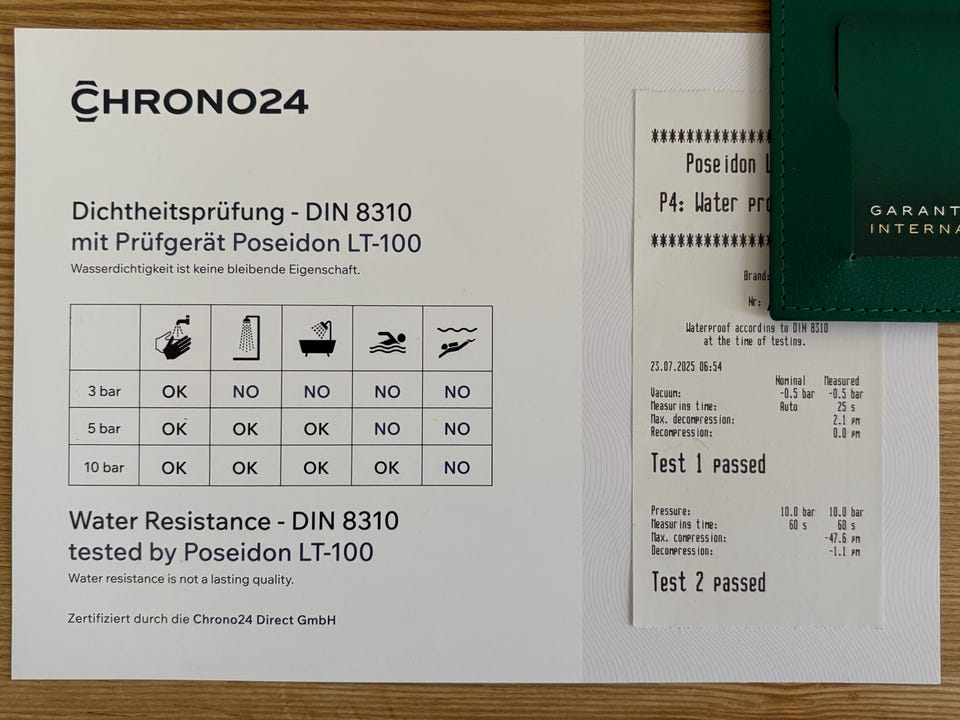 CHRONO24
Dichtheitsprüfung - DIN 8310
mit Prüfgerät Poseidon LT-100
Wasserdichtigkeit ist keine bleibende Eigenschaft.
3 bar OK NO NO NO NO
5 bar OK OK OK NO NO
10 bar OK OK OK OK NO
Water Resistance - DIN 8310
tested by Poseidon LT-100
Water resistance is not a lasting quality.
Zertifiziert durch die Chrono24 Direct GmbH
********************
Poseidon
P4: Water
********************
Brand:
Nr:
Waterproof according to DIN 8310
at the time of testing.
23.07.2025 06:54
Nominal Measured
Vacuum: -0.5 bar -0.5 bar
Measuring time: Auto 25 s
Max. decompression: 2.1 µm
Recompression: 0.0 µm
Test 1 passed
Pressure: 10.0 bar 10.0 bar
Measuring time: 60 s 60 s
Max. compression: -47.6 µm
Decompression: -1.1 µm
Test 2 passed
GARANT
INTERNA